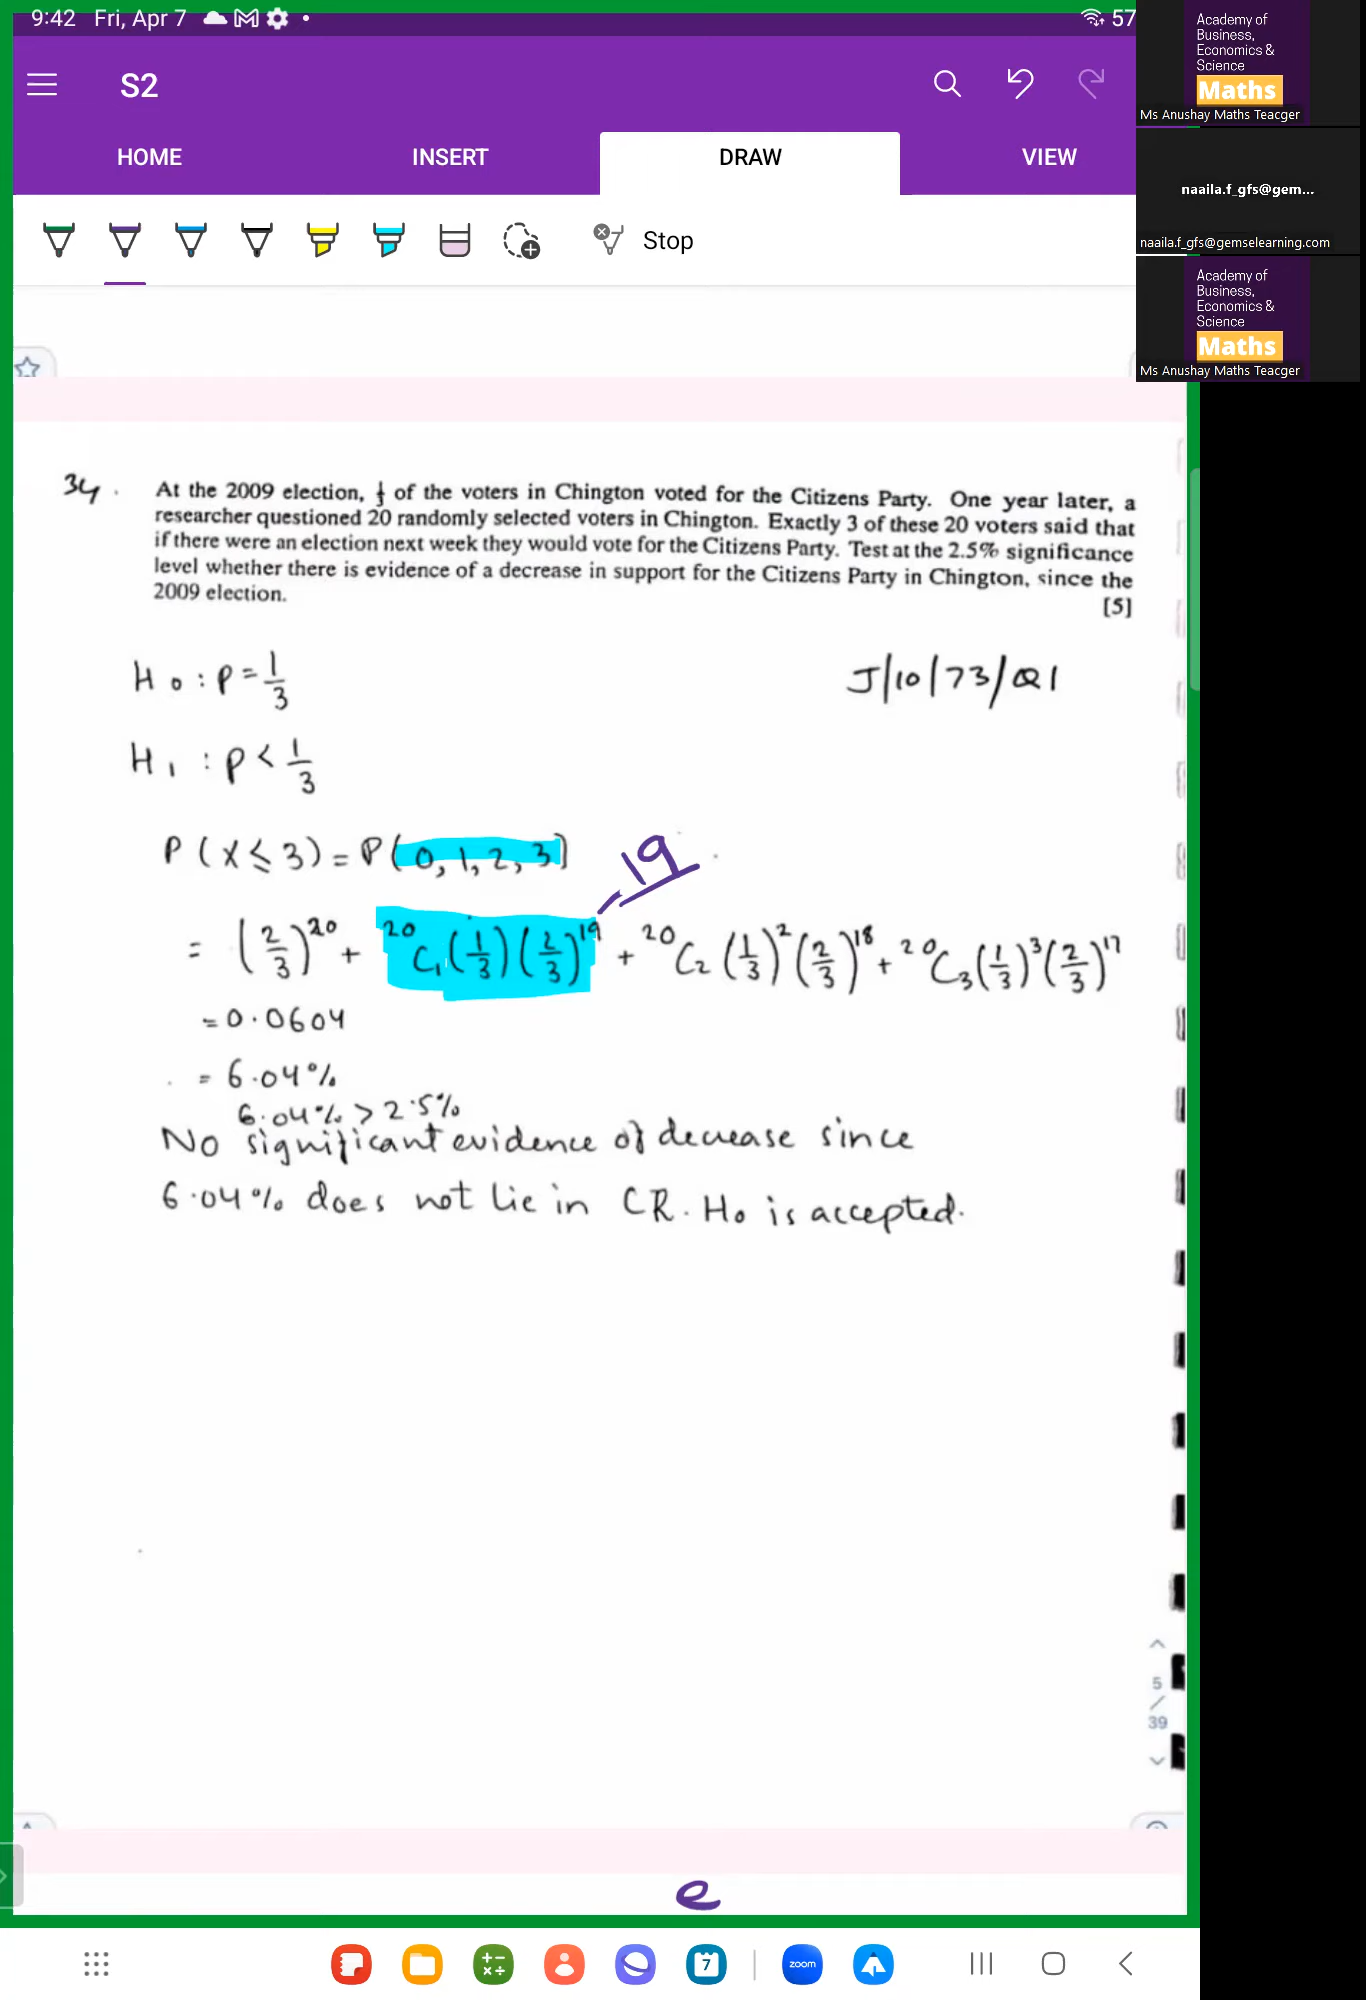 9:42 Fri, Apr 7
57
S2
HOME INSERT DRAW VIEW
Stop
Academy of
Business,
Economics &
Science
Maths
Ms Anushay Maths Teacger
naaila.f_gfs@gem...
naaila.f_gfs@gemselearning.com
Academy of
Business,
Economics &
Science
Maths
Ms Anushay Maths Teacger
34. At the 2009 election, 1/3 of the voters in Chington voted for the Citizens Party. One year later, a
researcher questioned 20 randomly selected voters in Chington. Exactly 3 of these 20 voters said that
if there were an election next week they would vote for the Citizens Party. Test at the 2.5% significance
level whether there is evidence of a decrease in support for the Citizens Party in Chington, since the
2009 election.
[5]
H₀ : P = 1/3
J/10/73/Q1
H₁ : P < 1/3
P(X ≤ 3) = P(0, 1, 2, 3)
19
= (2/3)²⁰ + ²⁰C₁(1/3)(2/3)¹⁹ + ²⁰C₂(1/3)²(2/3)¹⁸ + ²⁰C₃(1/3)³(2/3)¹⁷
= 0.0604
= 6.04%
6.04% > 2.5%
No significant evidence of decrease since
6.04% does not lie in CR. H₀ is accepted.
5
/
39
e
7
zoom